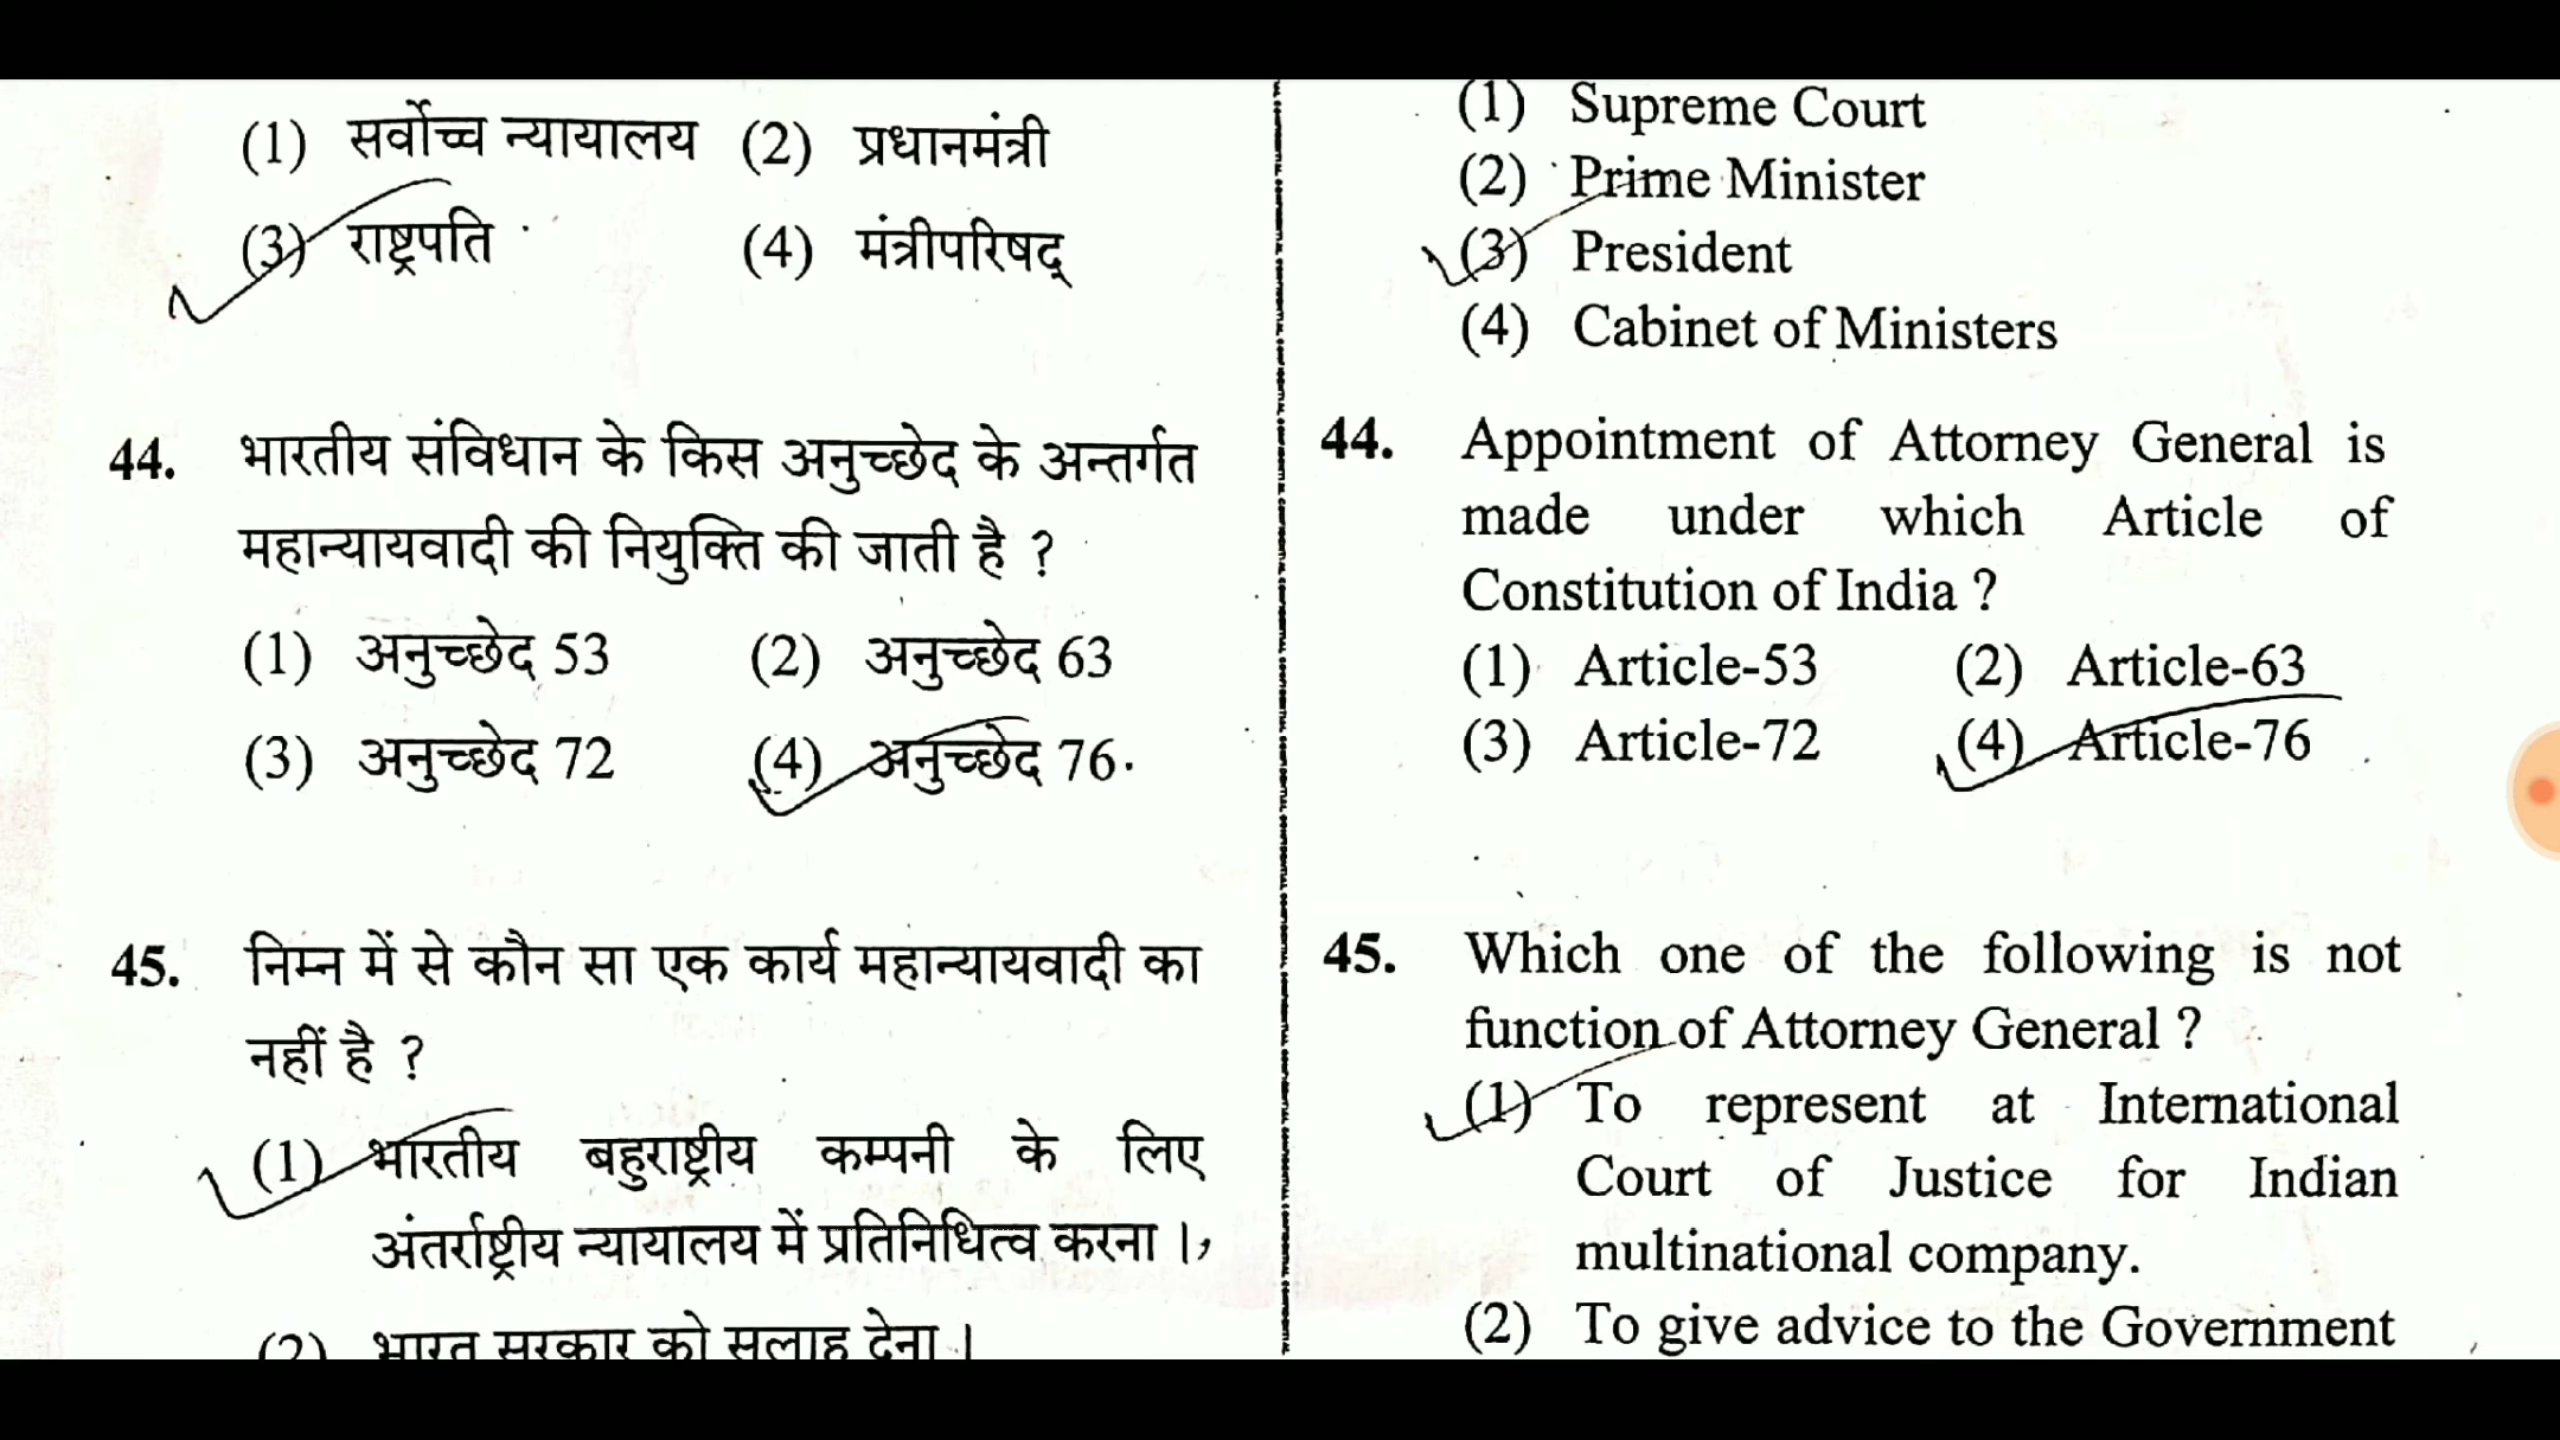 (1) सर्वोच्च न्यायालय (2) प्रधानमंत्री
(3) राष्ट्रपति (4) मंत्रीपरिषद्
44. भारतीय संविधान के किस अनुच्छेद के अन्तर्गत
महान्यायवादी की नियुक्ति की जाती है ?
(1) अनुच्छेद 53 (2) अनुच्छेद 63
(3) अनुच्छेद 72 (4) अनुच्छेद 76.
45. निम्न में से कौन सा एक कार्य महान्यायवादी का
नहीं है ?
(1) भारतीय बहुराष्ट्रीय कम्पनी के लिए
अंतर्राष्ट्रीय न्यायालय में प्रतिनिधित्व करना ।,
(2) भारत सरकार को सलाह देना ।
(1) Supreme Court
(2) Prime Minister
(3) President
(4) Cabinet of Ministers
44. Appointment of Attorney General is
made under which Article of
Constitution of India ?
(1) Article-53 (2) Article-63
(3) Article-72 (4) Article-76
45. Which one of the following is not
function of Attorney General ?
(1) To represent at International
Court of Justice for Indian
multinational company.
(2) To give advice to the Government